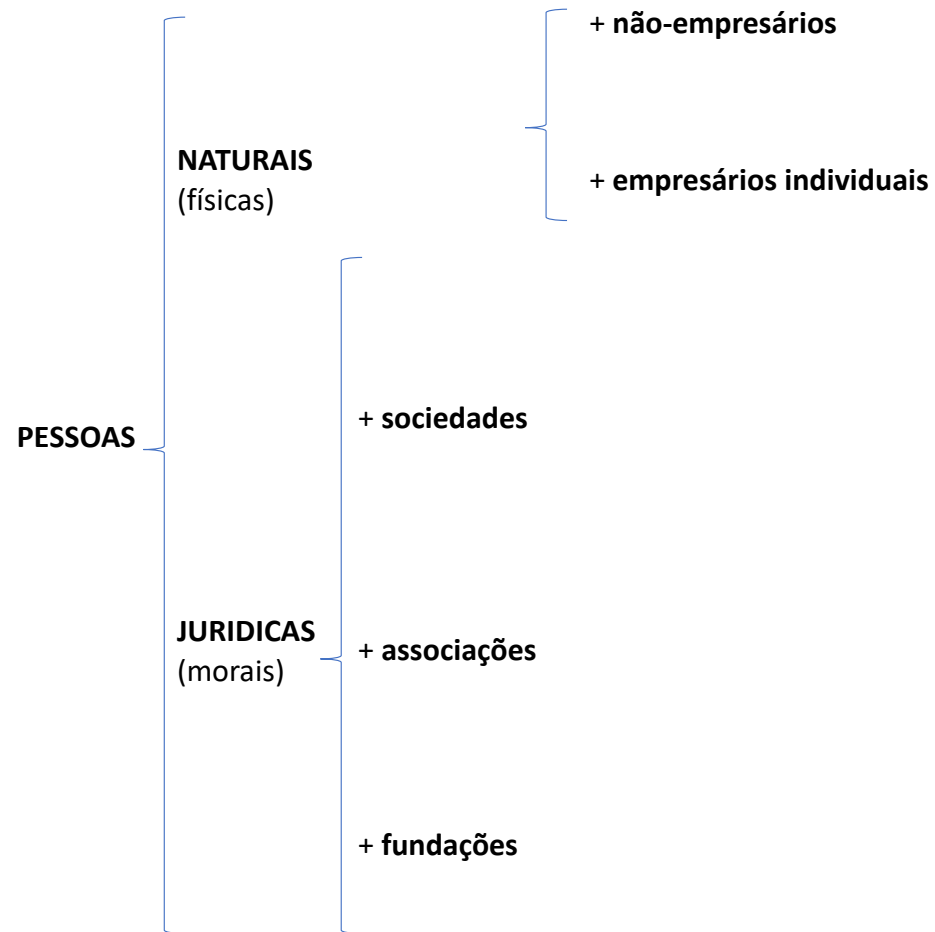 + não-empresários
NATURAIS
(físicas)
+ empresários individuais
PESSOAS
+ sociedades
JURIDICAS
(morais)
+ associações
+ fundações